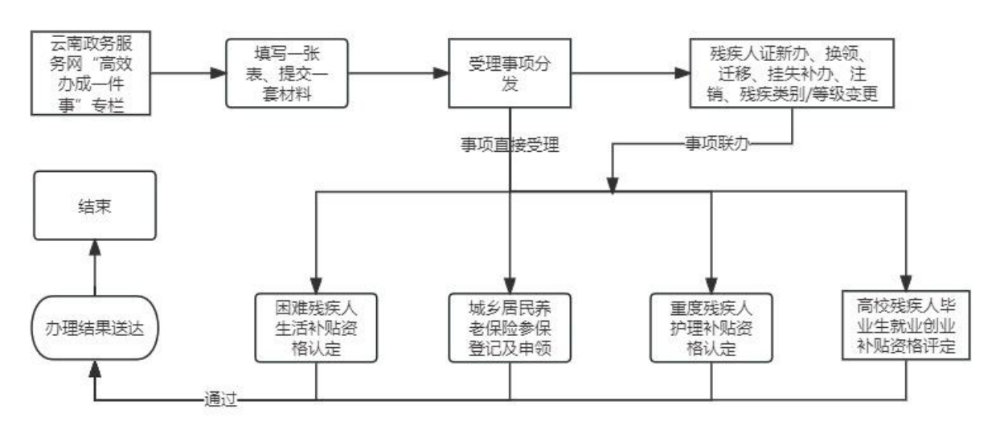 云南政务服
务网“高效
办成一件
事”专栏
填写一张
表、提交一
套材料
受理事项分
发
残疾人证新办、换领、
迁移、挂失补办、注
销、残疾类别/等级变更
事项直接受理
事项联办
结束
办理结果送达
困难残疾人
生活补贴资
格认定
城乡居民养
老保险参保
登记及申领
重度残疾人
护理补贴资
格认定
高校残疾人毕
业生就业创业
补贴资格评定
通过